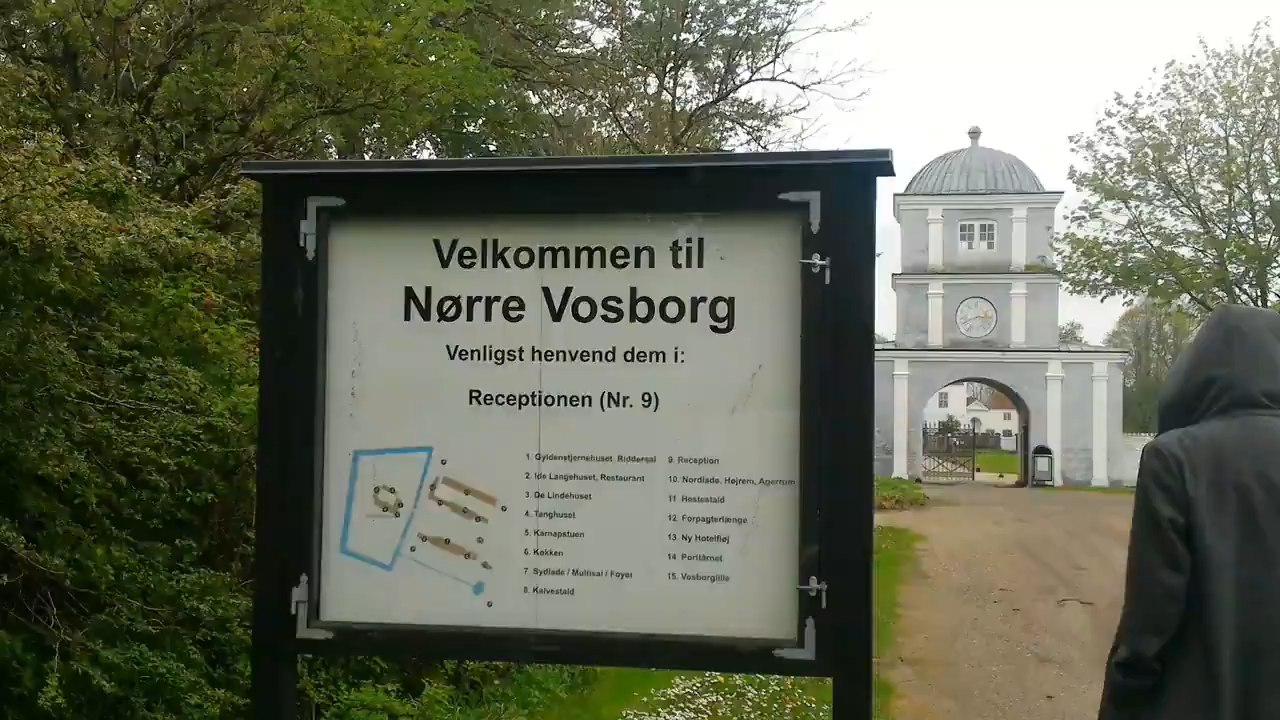 Velkommen til
Nørre Vosborg
Venligst henvend dem i:
Receptionen (Nr. 9)
1. Gyldenstjernehuset Riddersal
2. Ide Langehuset, Restaurant
3. De Lindehuset
4. Tanghuset
5. Karnapstuen
6. Køkken
7. Sydlade / Multisal / Foyer
8. Kalvestald
9. Reception
10. Nordlade, Højrem, Agerrum
11 Hestestald
12. Forpagterlænge
13. Ny Hotelfløj
14 Porttårnet
15. Vosborglille